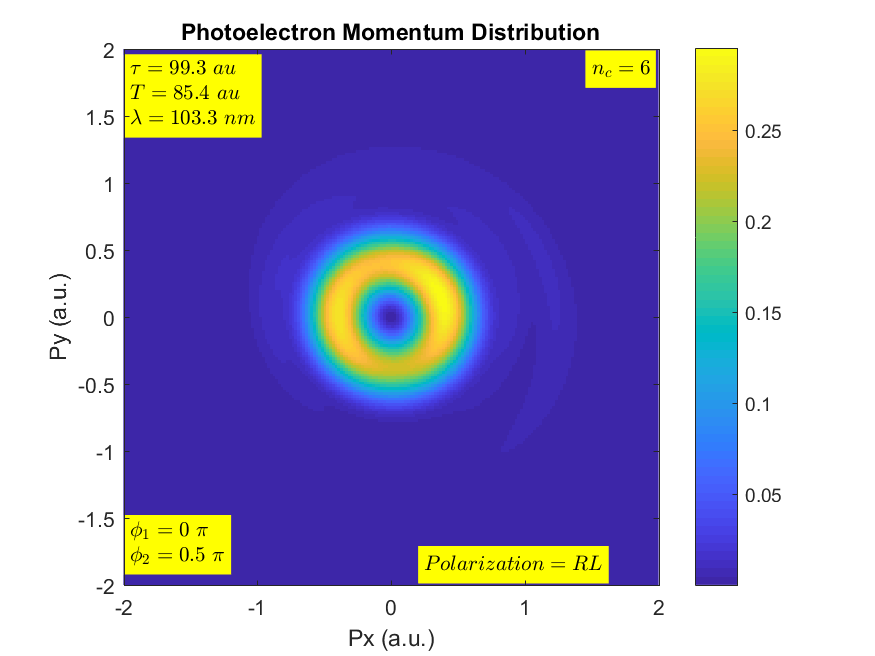 Photoelectron Momentum Distribution
τ = 99.3 au
T = 85.4 au
λ = 103.3 nm
n_c = 6
2
1.5
1
0.5
0
-0.5
-1
-1.5
-2
Py (a.u.)
ϕ₁ = 0 π
ϕ₂ = 0.5 π
Polarization = RL
-2
-1
0
1
2
Px (a.u.)
0.25
0.2
0.15
0.1
0.05